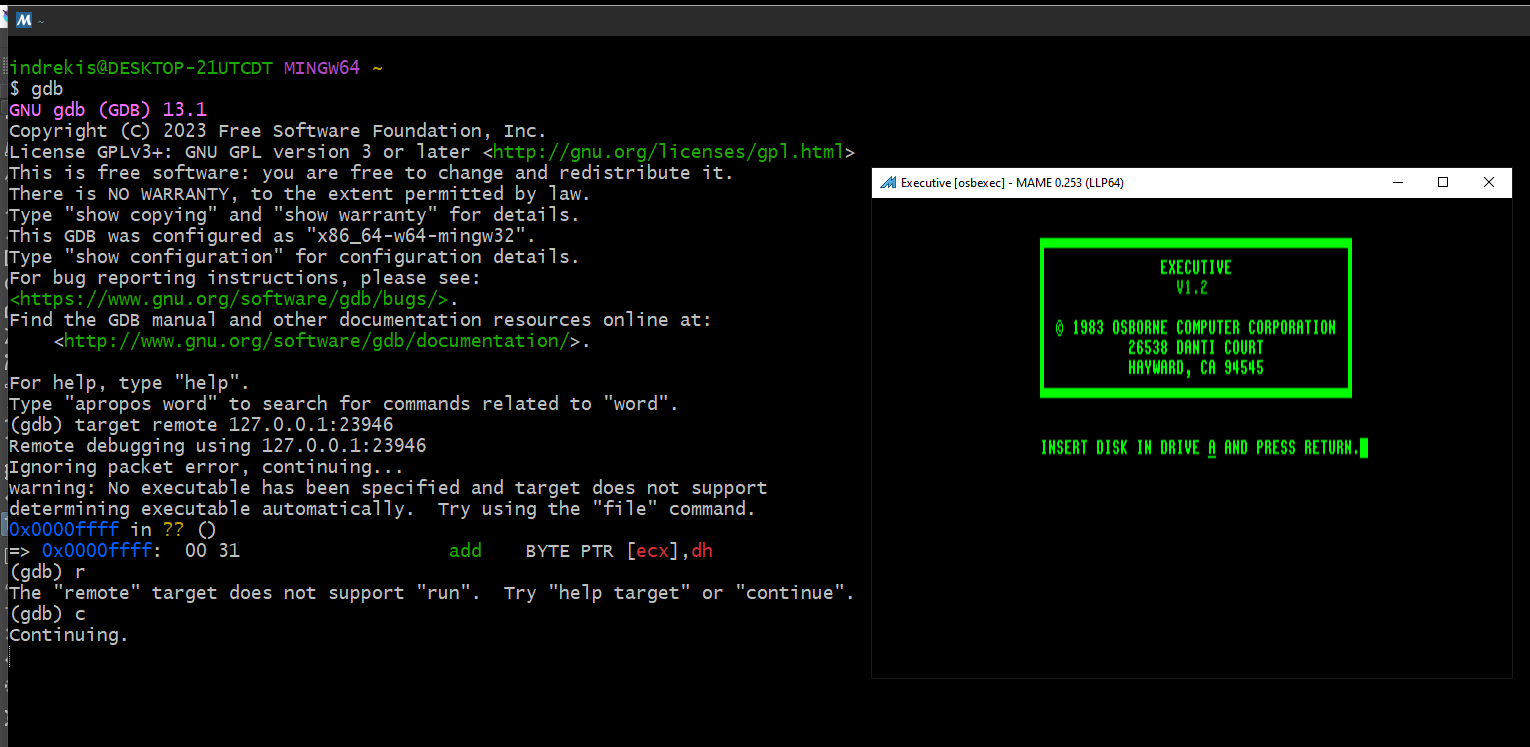 ~
indrekis@DESKTOP-21UTCDT MINGW64 ~
$ gdb
GNU gdb (GDB) 13.1
Copyright (C) 2023 Free Software Foundation, Inc.
License GPLv3+: GNU GPL version 3 or later <http://gnu.org/licenses/gpl.html>
This is free software: you are free to change and redistribute it.
There is NO WARRANTY, to the extent permitted by law.
Type "show copying" and "show warranty" for details.
This GDB was configured as "x86_64-w64-mingw32".
Type "show configuration" for configuration details.
For bug reporting instructions, please see:
<https://www.gnu.org/software/gdb/bugs/>.
Find the GDB manual and other documentation resources online at:
    <http://www.gnu.org/software/gdb/documentation/>.
For help, type "help".
Type "apropos word" to search for commands related to "word".
(gdb) target remote 127.0.0.1:23946
Remote debugging using 127.0.0.1:23946
Ignoring packet error, continuing...
warning: No executable has been specified and target does not support
determining executable automatically.  Try using the "file" command.
0x0000ffff in ?? ()
=> 0x0000ffff:  00 31                   add    BYTE PTR [ecx],dh
(gdb) r
The "remote" target does not support "run".  Try "help target" or "continue".
(gdb) c
Continuing.
Executive [osbexec] - MAME 0.253 (LLP64)
EXECUTIVE
V1.2
© 1983 OSBORNE COMPUTER CORPORATION
26538 DANTI COURT
HAYWARD, CA 94545
INSERT DISK IN DRIVE A AND PRESS RETURN.